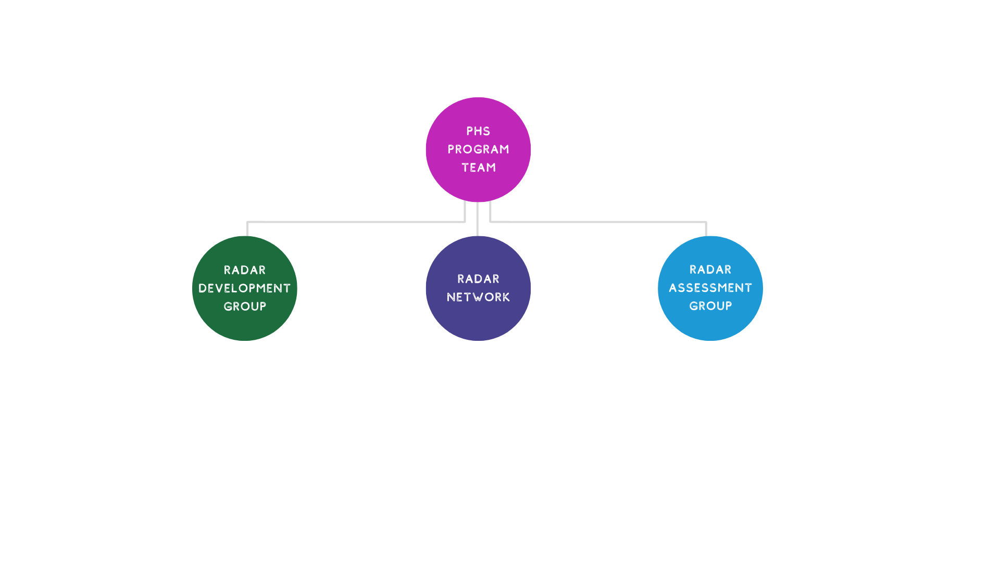 PHS
PROGRAM
TEAM
RADAR
DEVELOPMENT
GROUP
RADAR
NETWORK
RADAR
ASSESSMENT
GROUP